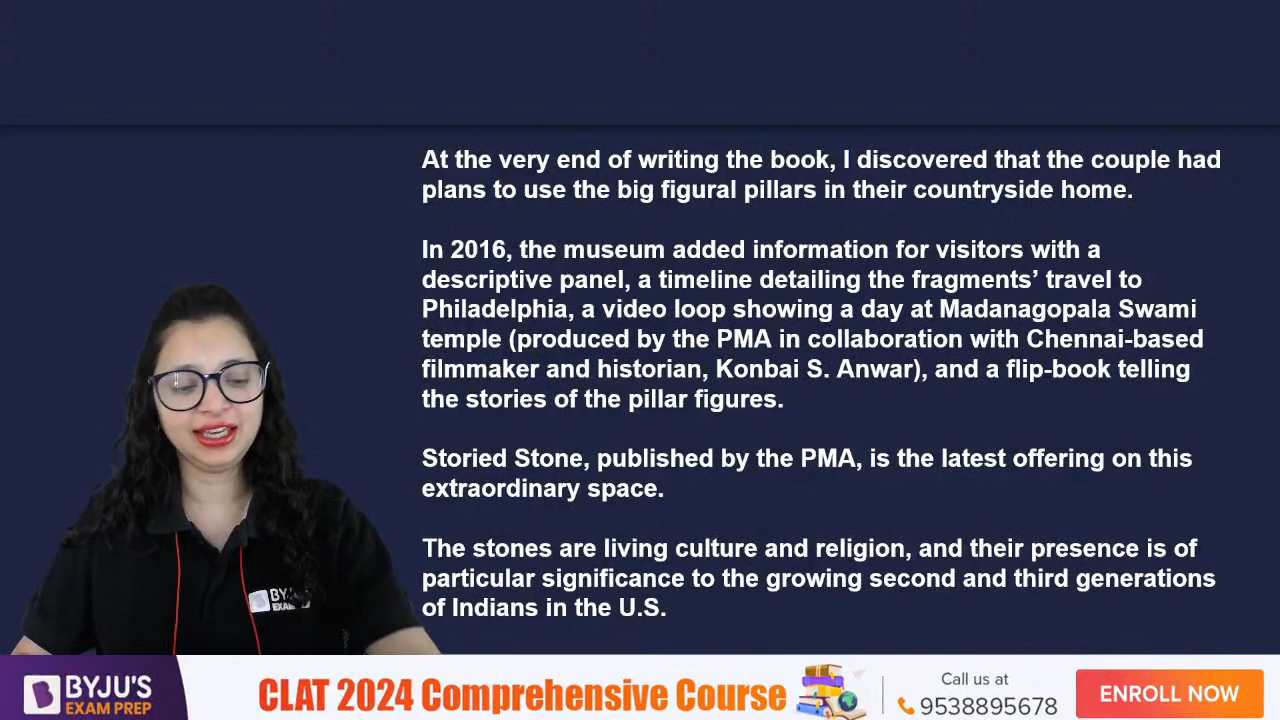 At the very end of writing the book, I discovered that the couple had
plans to use the big figural pillars in their countryside home.
In 2016, the museum added information for visitors with a
descriptive panel, a timeline detailing the fragments' travel to
Philadelphia, a video loop showing a day at Madanagopala Swami
temple (produced by the PMA in collaboration with Chennai-based
filmmaker and historian, Konbai S. Anwar), and a flip-book telling
the stories of the pillar figures.
Storied Stone, published by the PMA, is the latest offering on this
extraordinary space.
The stones are living culture and religion, and their presence is of
particular significance to the growing second and third generations
of Indians in the U.S.
BYJU'S
EXAM PREP
CLAT 2024 Comprehensive Course
Call us at
9538895678
ENROLL NOW